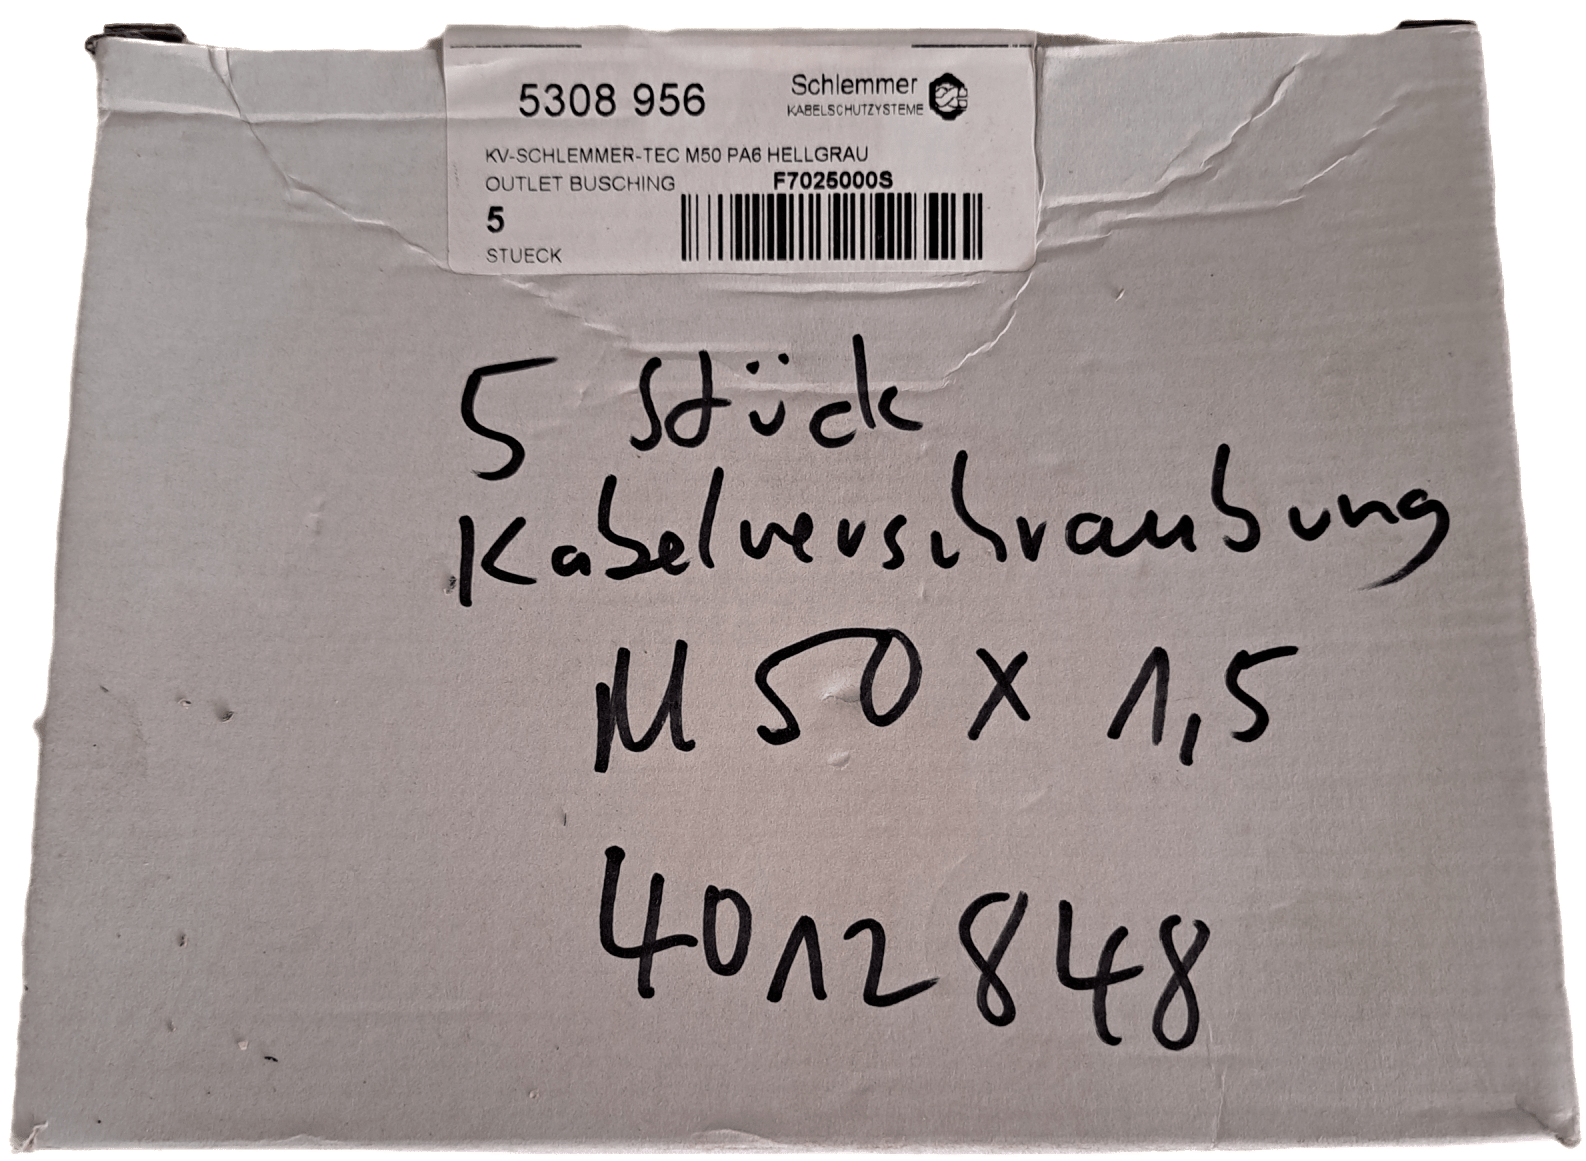 5308 956
Schlemmer
KABELSCHUTZYSTEME
KV-SCHLEMMER-TEC M50 PA6 HELLGRAU
OUTLET BUSCHING F7025000S
5
STUECK
5 Stück
Kabelverschraubung
M 50 x 1,5
4012848